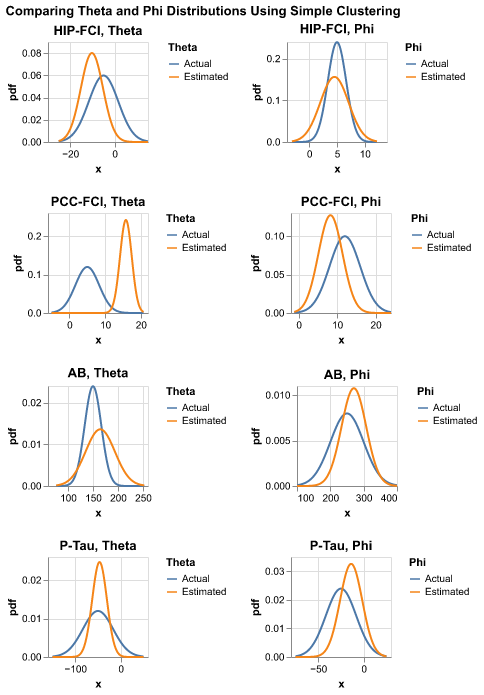 Comparing Theta and Phi Distributions Using Simple Clustering
HIP-FCI, Theta
pdf
0.08
0.06
0.04
0.02
0.00
−20 0
x
Theta
Actual
Estimated
HIP-FCI, Phi
pdf
0.2
0.1
0.0
0 5 10
x
Phi
Actual
Estimated
PCC-FCI, Theta
pdf
0.2
0.1
0.0
0 10 20
x
Theta
Actual
Estimated
PCC-FCI, Phi
pdf
0.10
0.05
0.00
0 10 20
x
Phi
Actual
Estimated
AB, Theta
pdf
0.02
0.01
0.00
100 150 200 250
x
Theta
Actual
Estimated
AB, Phi
pdf
0.010
0.005
0.000
100 200 300 400
x
Phi
Actual
Estimated
P-Tau, Theta
pdf
0.02
0.01
0.00
−100 0
x
Theta
Actual
Estimated
P-Tau, Phi
pdf
0.03
0.02
0.01
0.00
−50 0
x
Phi
Actual
Estimated